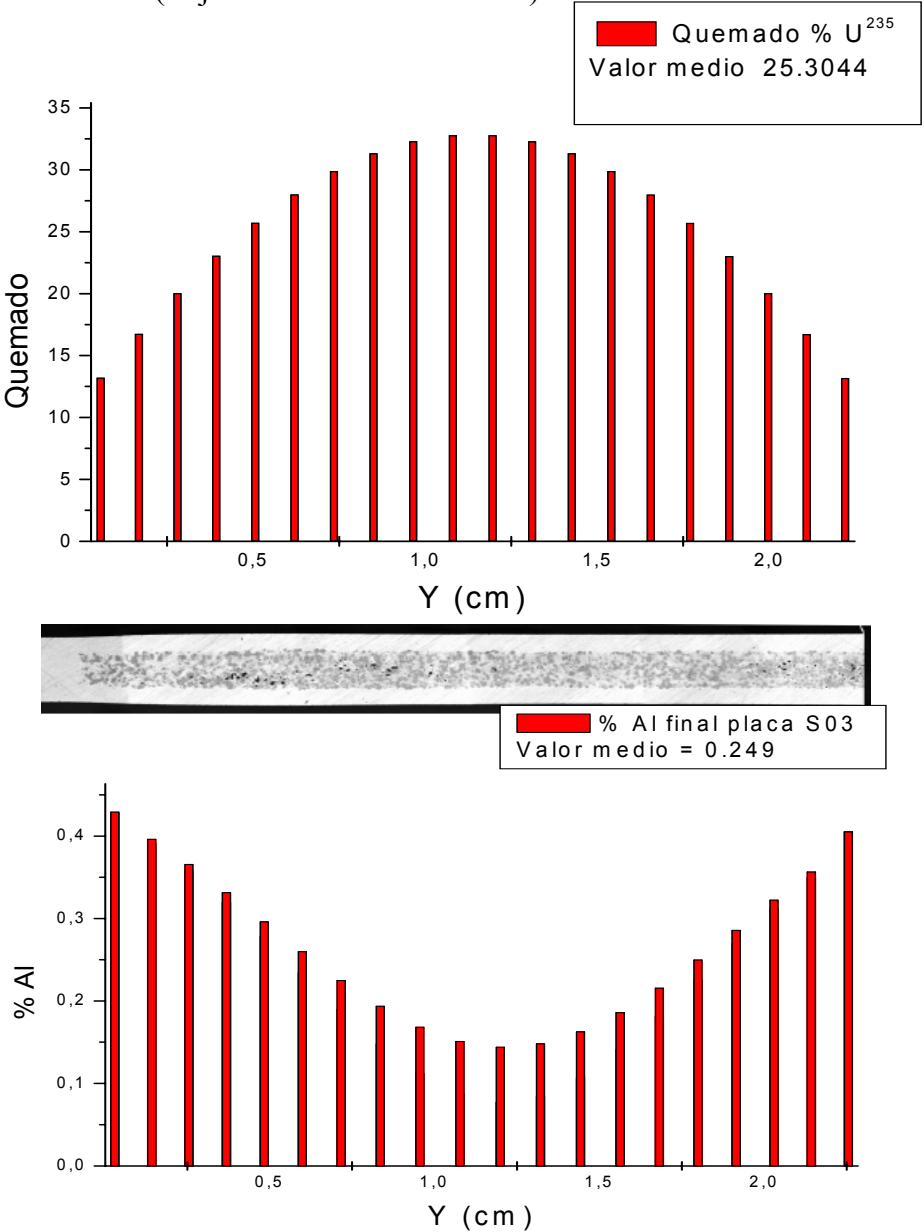 Quemado % U235
Valor medio 25.3044
35
30
25
20
15
10
5
0
Quemado
0,5 1,0 1,5 2,0
Y (cm)
% Al final placa S03
Valor medio = 0.249
0,4
0,3
0,2
0,1
0,0
% Al
0,5 1,0 1,5 2,0
Y (cm)